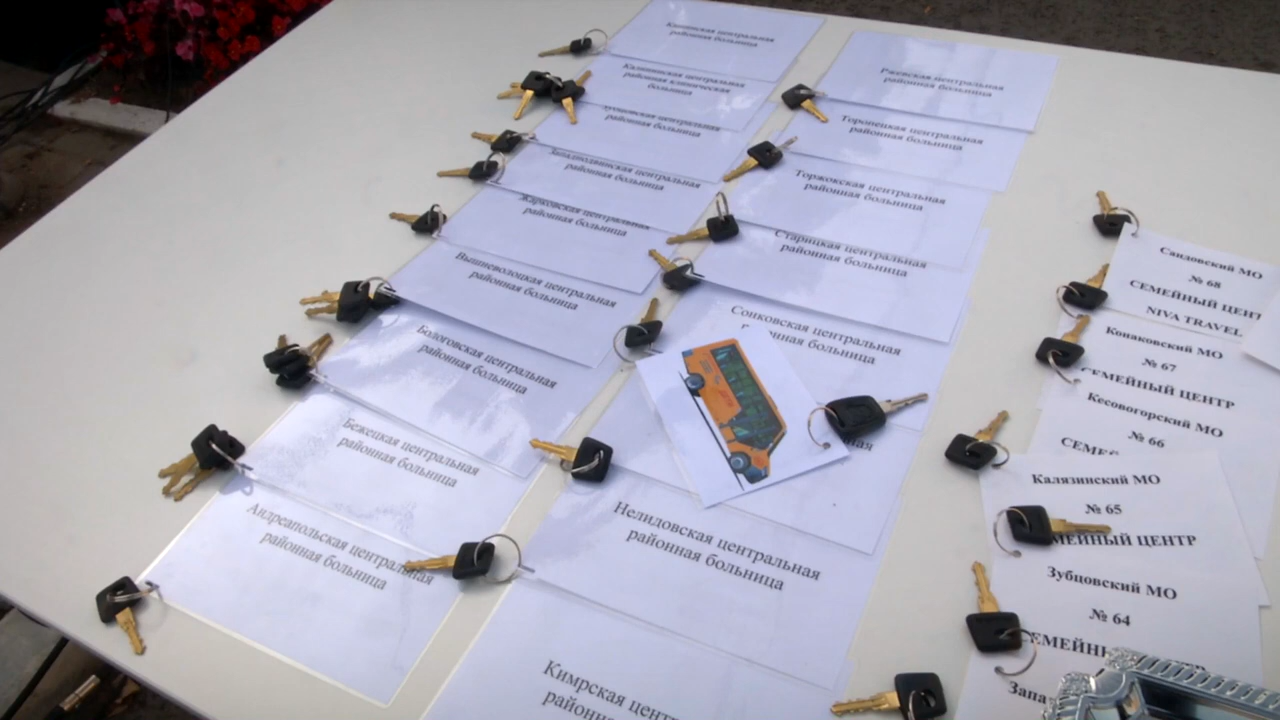 Кашинская центральная
районная больница
Калининская центральная
районная клиническая
больница
Зубцовская центральная
районная больница
Западнодвинская центральная
районная больница
Жарковская центральная
районная больница
Вышневолоцкая центральная
районная больница
Бологовская центральная
районная больница
Бежецкая центральная
районная больница
Андреапольская центральная
районная больница
Ржевская центральная
районная больница
Торопецкая центральная
районная больница
Торжокская центральная
районная больница
Старицкая центральная
районная больница
Сонковская центральная
районная больница
Нелидовская центральная
районная больница
Кимрская
Сандовский МО
№ 68
СЕМЕЙНЫЙ ЦЕНТ
NIVA TRAVEL
Конаковский МО
№ 67
СЕМЕЙНЫЙ ЦЕНТР
Кесовогорский МО
№ 66
Калязинский МО
№ 65
МЕЙНЫЙ ЦЕНТР
Зубцовский МО
№ 64